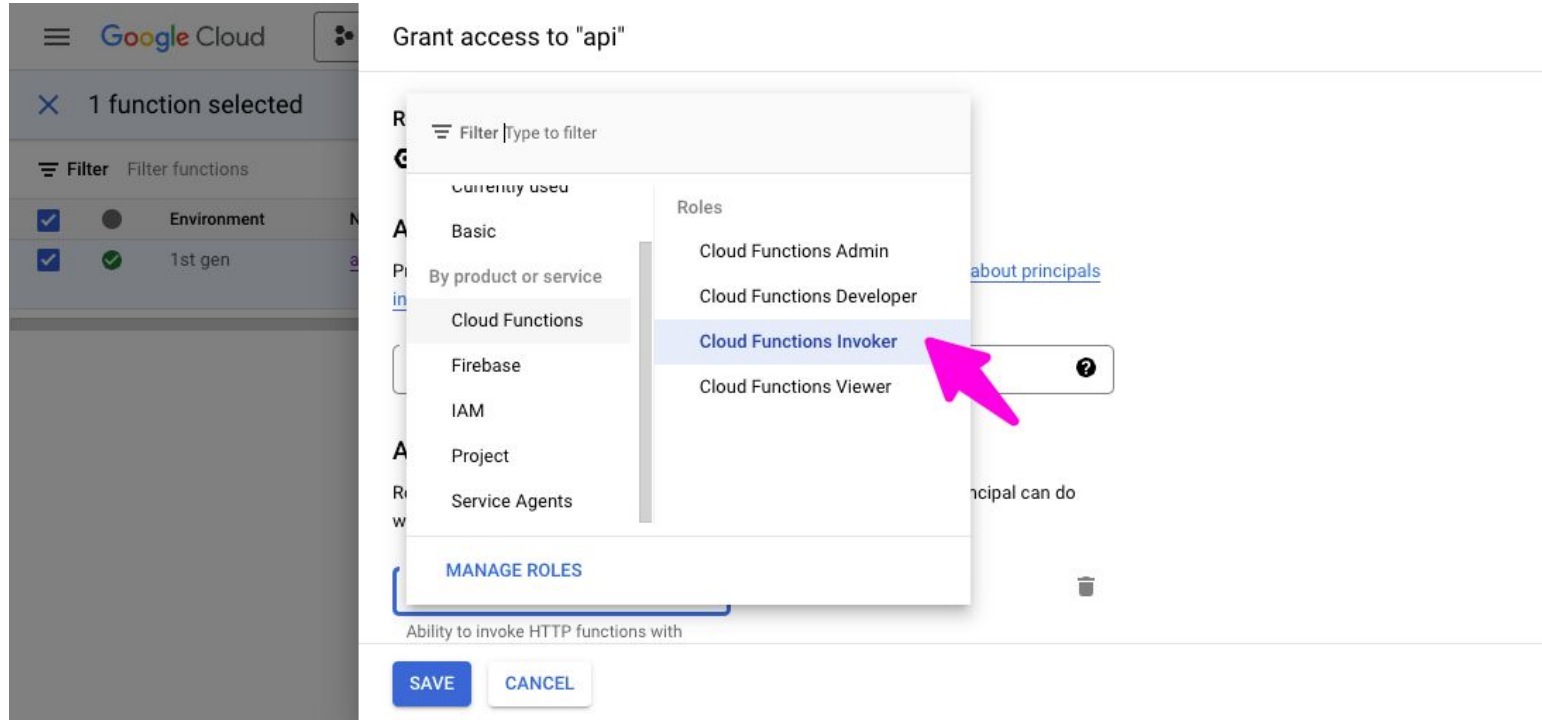 Google Cloud
1 function selected
Filter Filter functions
Environment N
1st gen a
Grant access to "api"
R
Filter Type to filter
Currently used
Basic
By product or service
Cloud Functions
Firebase
IAM
Project
Service Agents
Roles
Cloud Functions Admin
Cloud Functions Developer
Cloud Functions Invoker
Cloud Functions Viewer
MANAGE ROLES
A
about principals
in
A
ncipal can do
w
Ability to invoke HTTP functions with
SAVE CANCEL